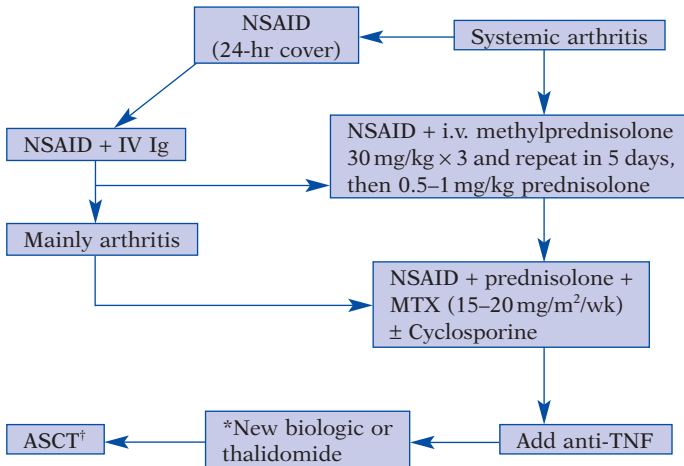 NSAID
(24-hr cover)
Systemic arthritis
NSAID + IV Ig
NSAID + i.v. methylprednisolone
30 mg/kg × 3 and repeat in 5 days,
then 0.5–1 mg/kg prednisolone
Mainly arthritis
NSAID + prednisolone +
MTX (15–20 mg/m²/wk)
± Cyclosporine
ASCT†
*New biologic or
thalidomide
Add anti-TNF